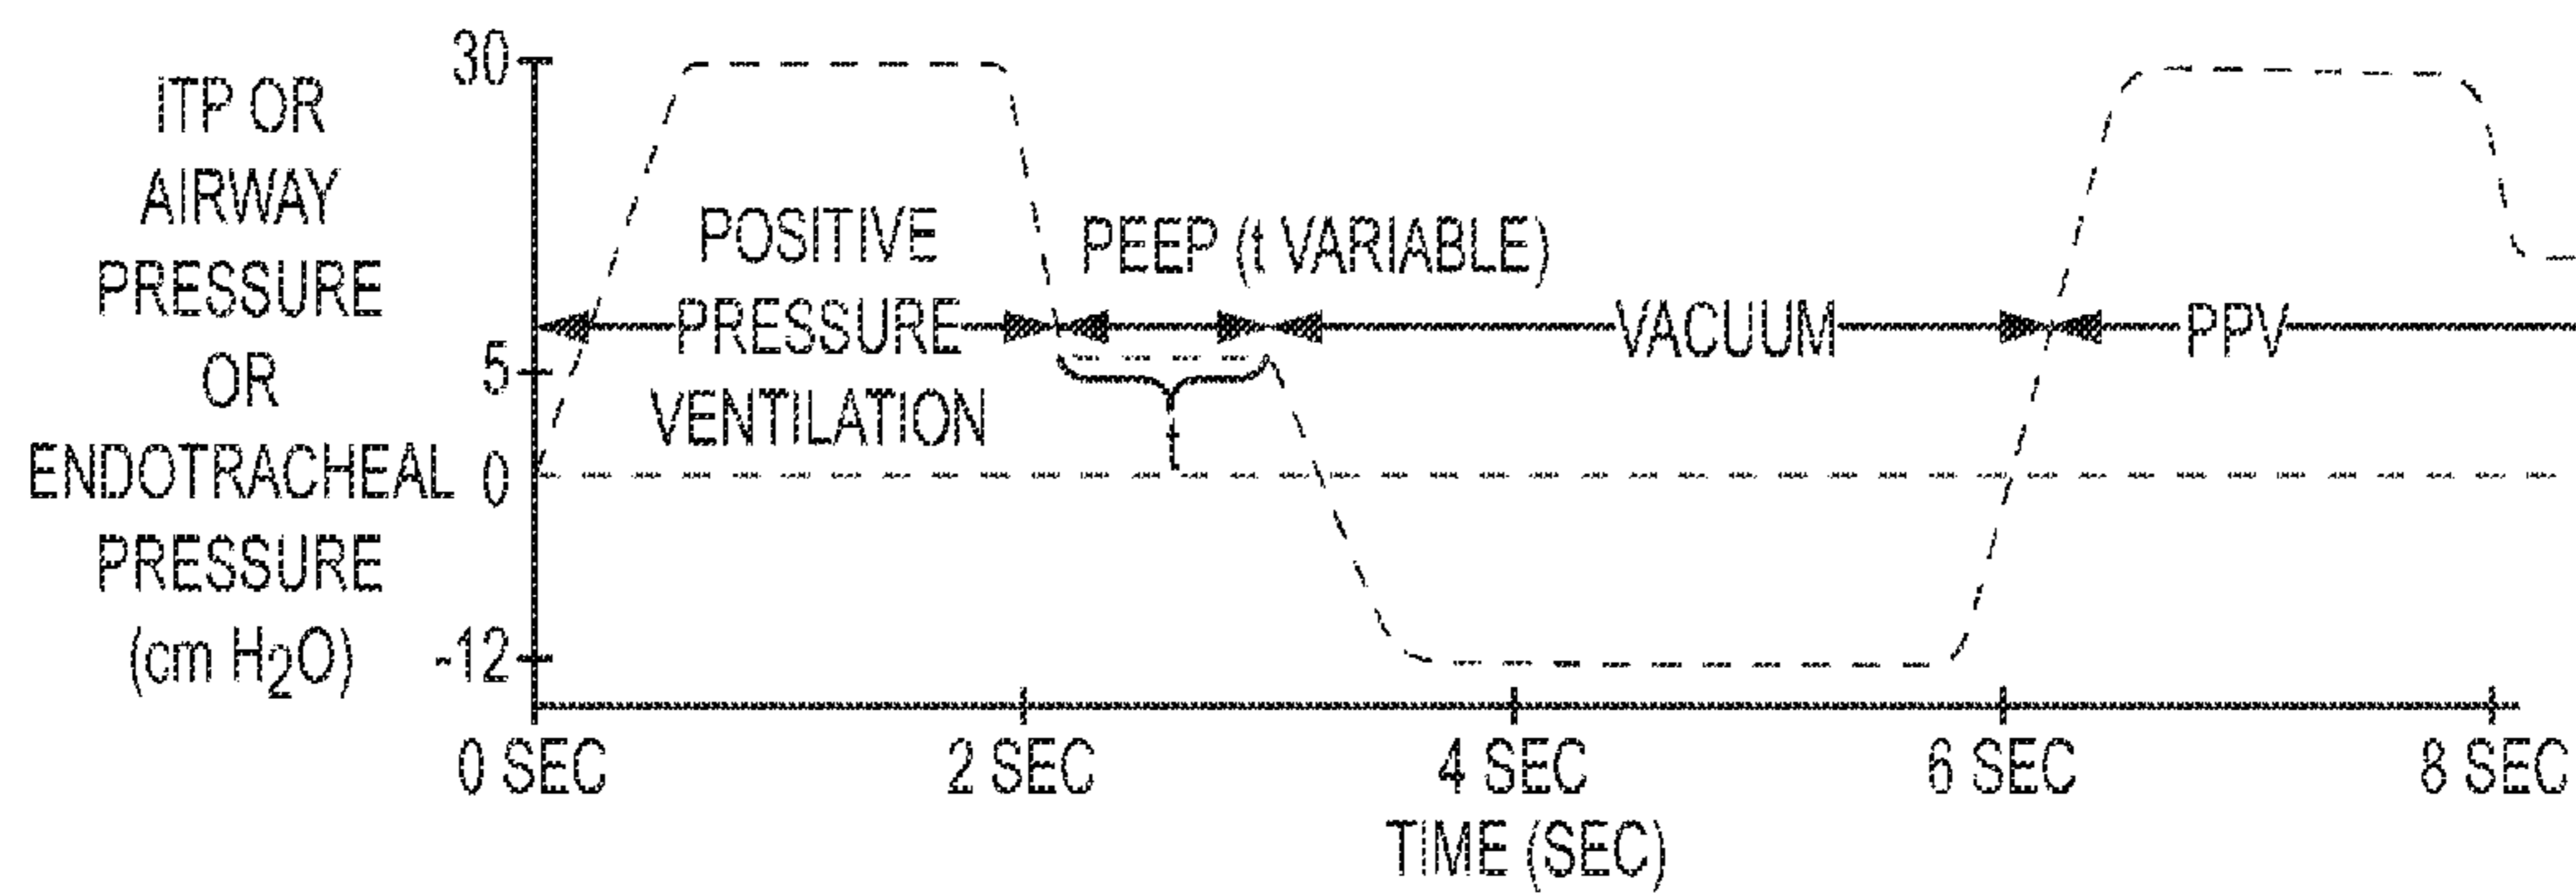 ITP OR
AIRWAY
PRESSURE
OR
ENDOTRACHEAL
PRESSURE
(cm H2O)
30
5
0
-12
POSITIVE
PRESSURE
VENTILATION
PEEP (t VARIABLE)
t
VACUUM
PPV
0 SEC
2 SEC
4 SEC
6 SEC
8 SEC
TIME (SEC)